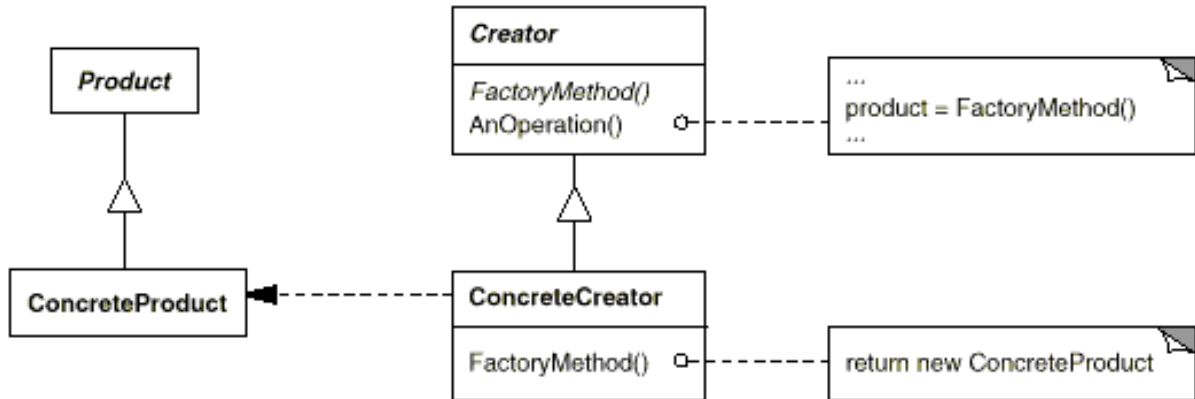 Product
ConcreteProduct
Creator
FactoryMethod()
AnOperation()
...
product = FactoryMethod()
...
ConcreteCreator
FactoryMethod()
return new ConcreteProduct